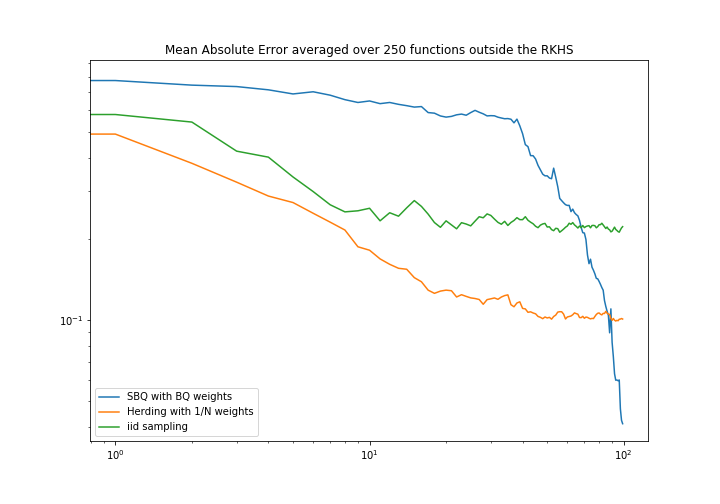 Mean Absolute Error averaged over 250 functions outside the RKHS
10⁻¹
SBQ with BQ weights
Herding with 1/N weights
iid sampling
10⁰ 10¹ 10²